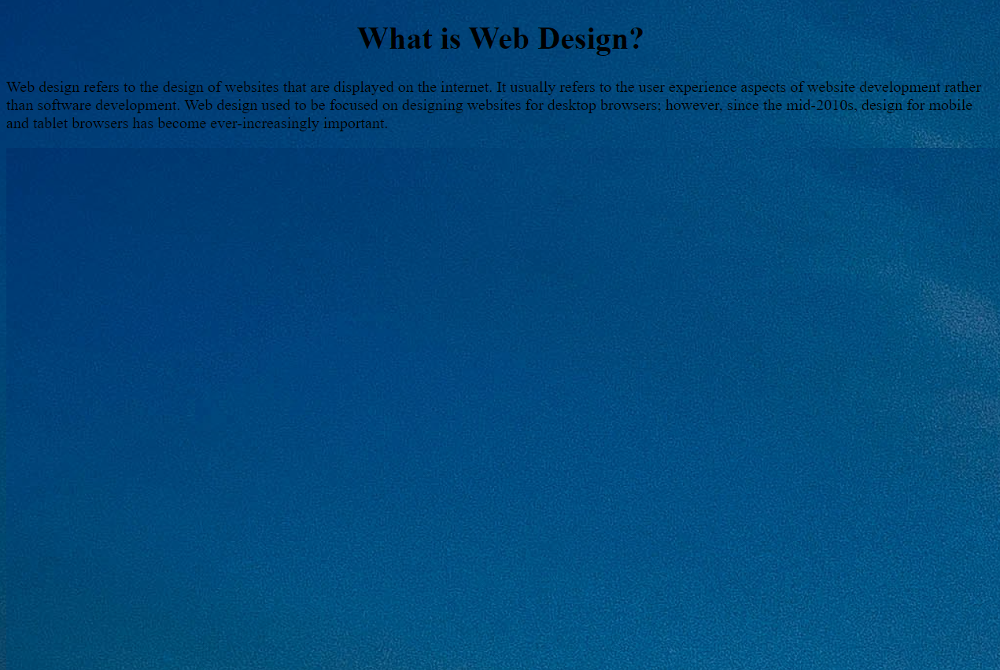 What is Web Design?
Web design refers to the design of websites that are displayed on the internet. It usually refers to the user experience aspects of website development rather
than software development. Web design used to be focused on designing websites for desktop browsers; however, since the mid-2010s, design for mobile
and tablet browsers has become ever-increasingly important.